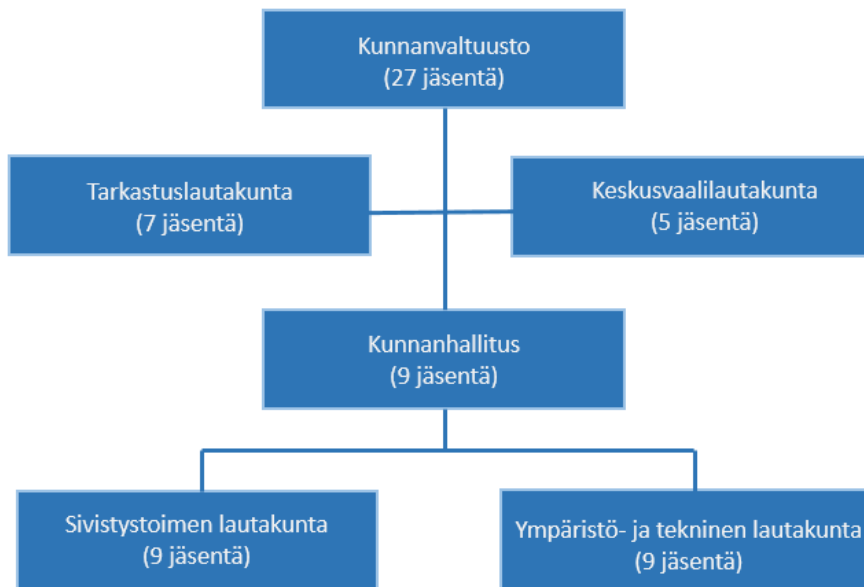 Kunnanvaltuusto
(27 jäsentä)
Tarkastuslautakunta
(7 jäsentä)
Keskusvaalilautakunta
(5 jäsentä)
Kunnanhallitus
(9 jäsentä)
Sivistystoimen lautakunta
(9 jäsentä)
Ympäristö- ja tekninen lautakunta
(9 jäsentä)